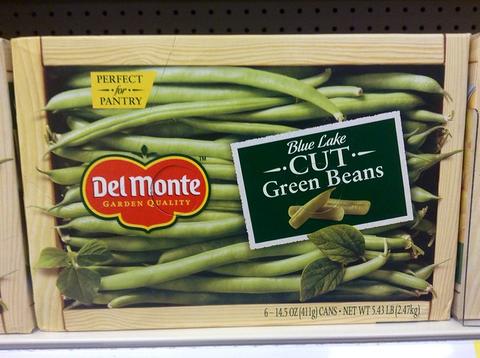 PERFECT
for
PANTRY
Del Monte
GARDEN QUALITY
TM
Blue Lake
CUT
Green Beans
6 - 14.5 OZ (411g) CANS • NET WT 5.43 LB (2.47kg)